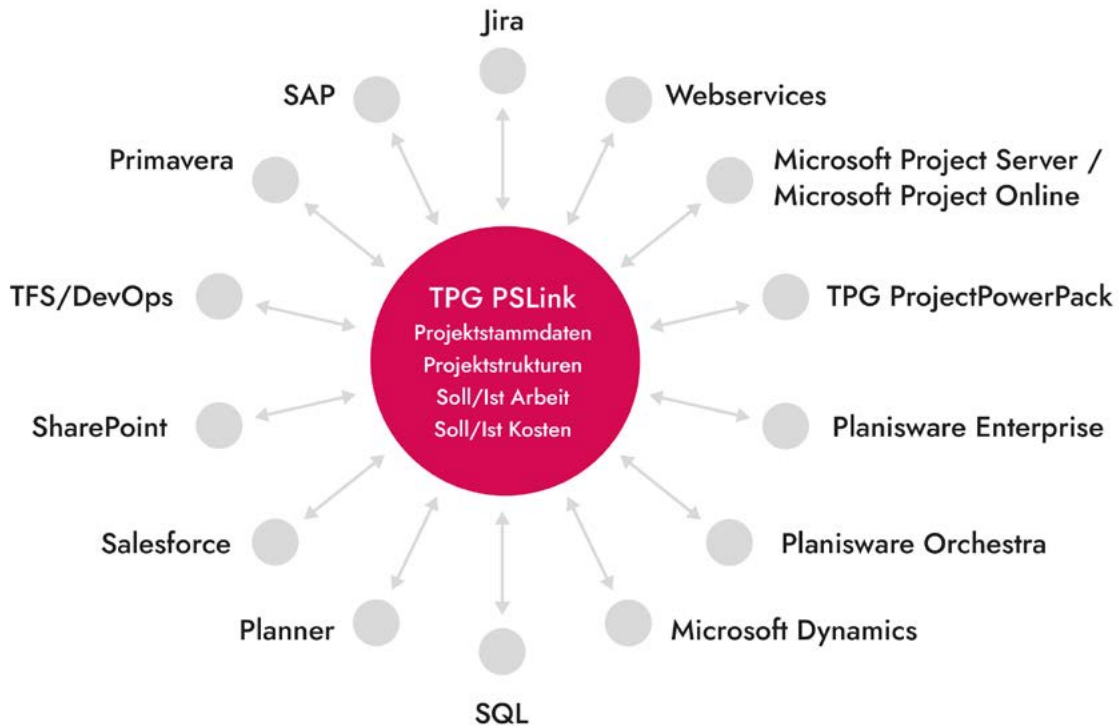 Jira
SAP
Webservices
Primavera
Microsoft Project Server /
Microsoft Project Online
TFS/DevOps
TPG PSLink
Projektstammdaten
Projektstrukturen
Soll/Ist Arbeit
Soll/Ist Kosten
TPG ProjectPowerPack
SharePoint
Planisware Enterprise
Salesforce
Planisware Orchestra
Planner
Microsoft Dynamics
SQL